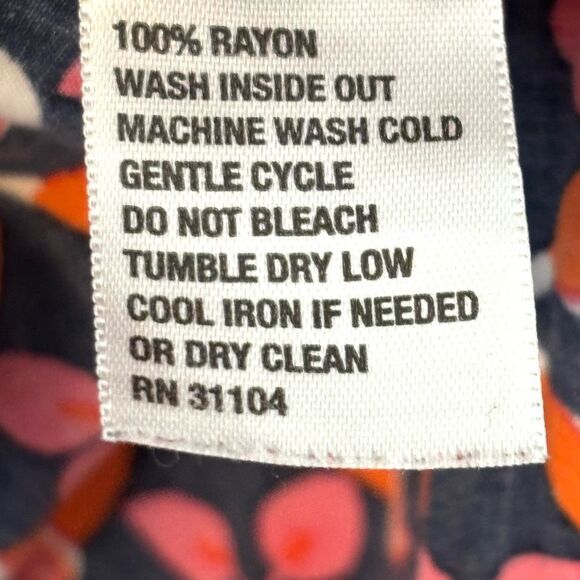 100% RAYON
WASH INSIDE OUT
MACHINE WASH COLD
GENTLE CYCLE
DO NOT BLEACH
TUMBLE DRY LOW
COOL IRON IF NEEDED
OR DRY CLEAN
RN 31104